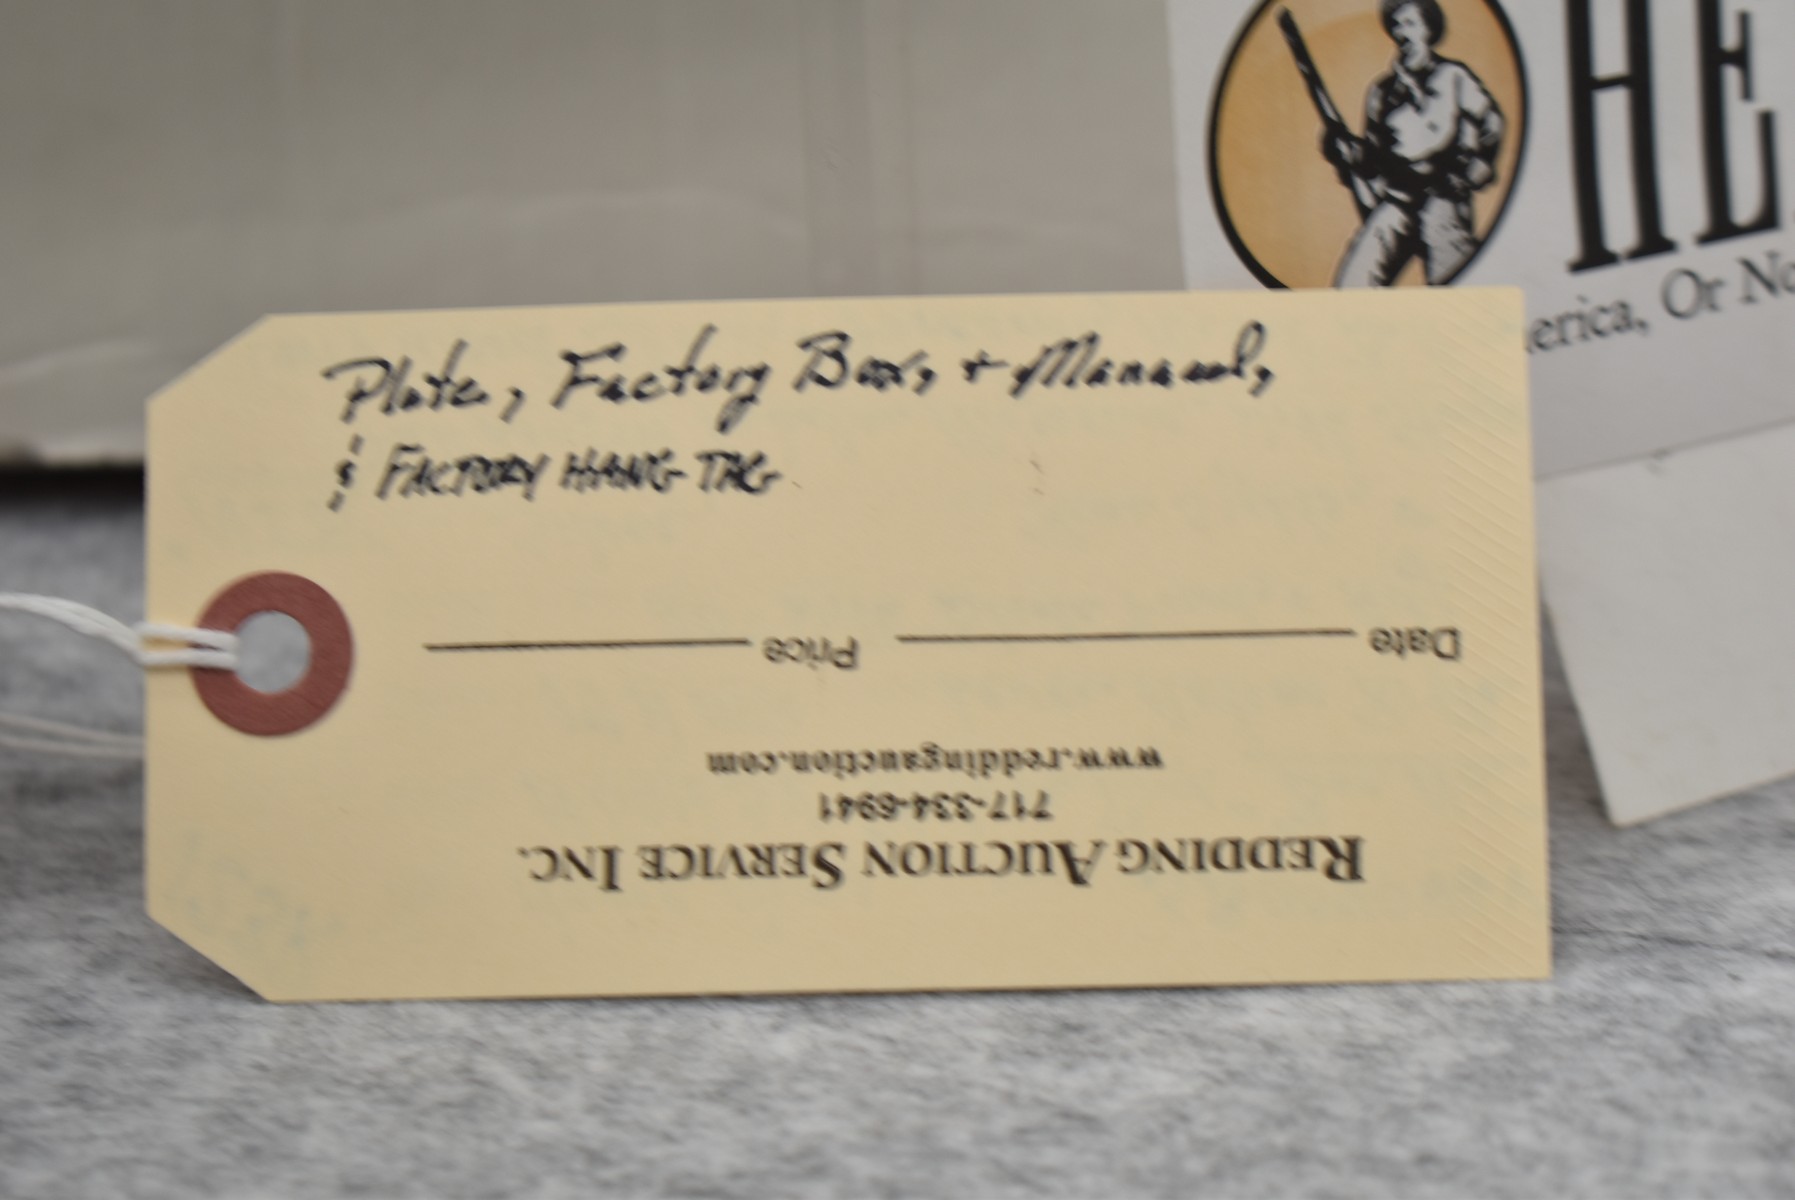 HE
erica, Or No
Plate, Factory Box, + Manual,
& FACTORY HANG TAG
Date Price
www.reddingauction.com
717-334-6941
REDDING AUCTION SERVICE INC.